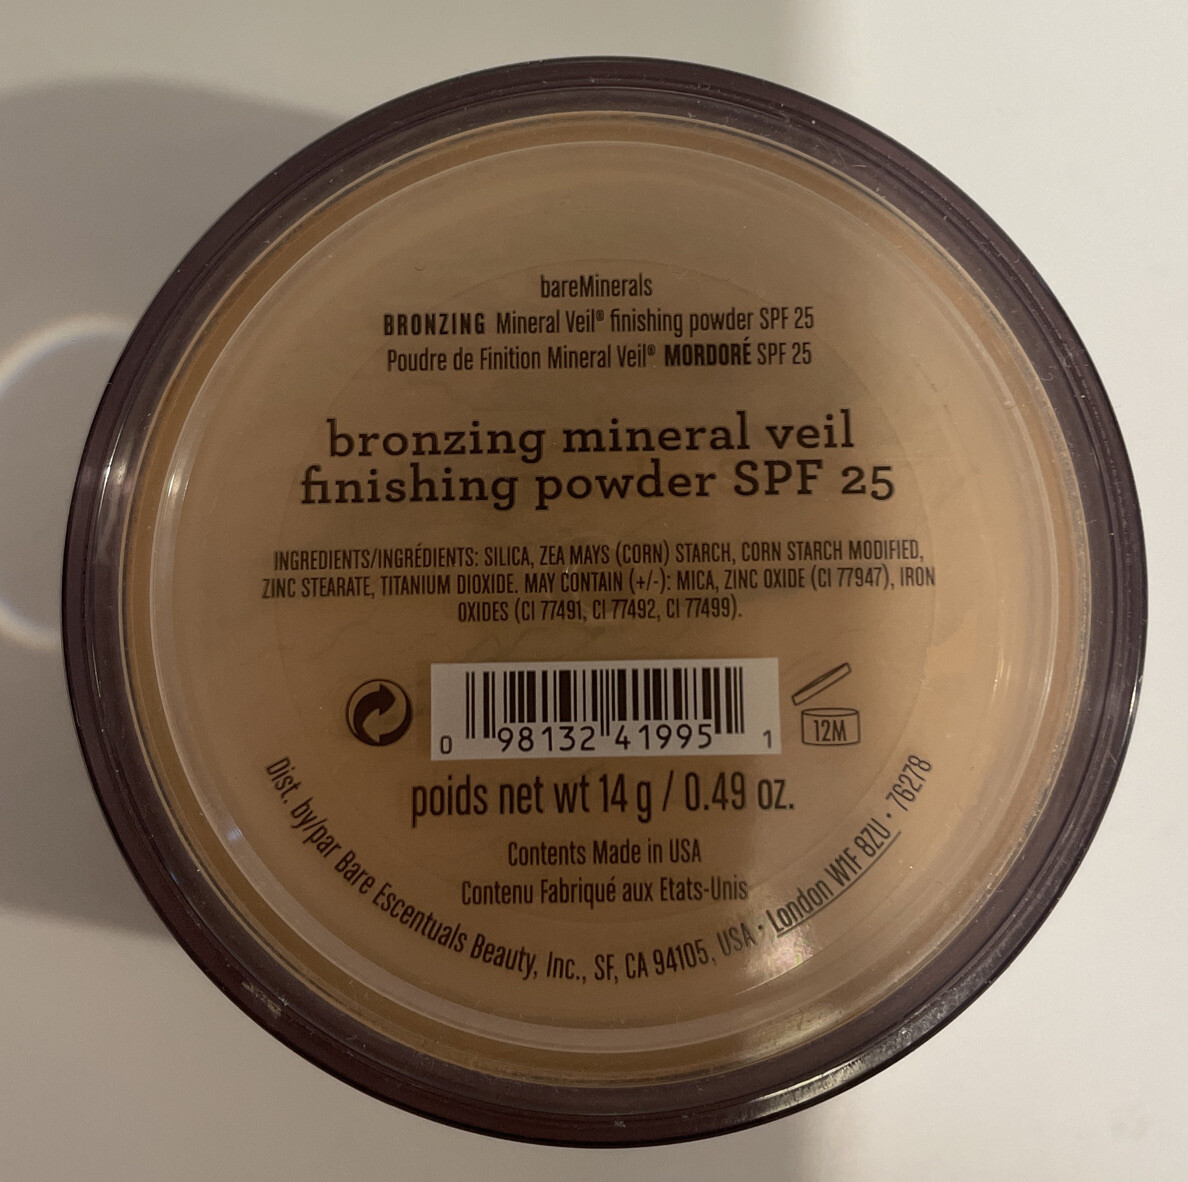 bareMinerals
BRONZING Mineral Veil® finishing powder SPF 25
Poudre de Finition Mineral Veil® MORDORÉ SPF 25
bronzing mineral veil
finishing powder SPF 25
INGREDIENTS/INGRÉDIENTS: SILICA, ZEA MAYS (CORN) STARCH, CORN STARCH MODIFIED,
ZINC STEARATE, TITANIUM DIOXIDE. MAY CONTAIN (+/-): MICA, ZINC OXIDE (CI 77947), IRON
OXIDES (CI 77491, CI 77492, CI 77499).
0 98132 41995 1
12M
poids net wt 14 g / 0.49 oz.
Contents Made in USA
Contenu Fabriqué aux Etats-Unis
Dist. by/par Bare Escentuals Beauty, Inc., SF, CA 94105, USA • London W1F 8ZU • 76278